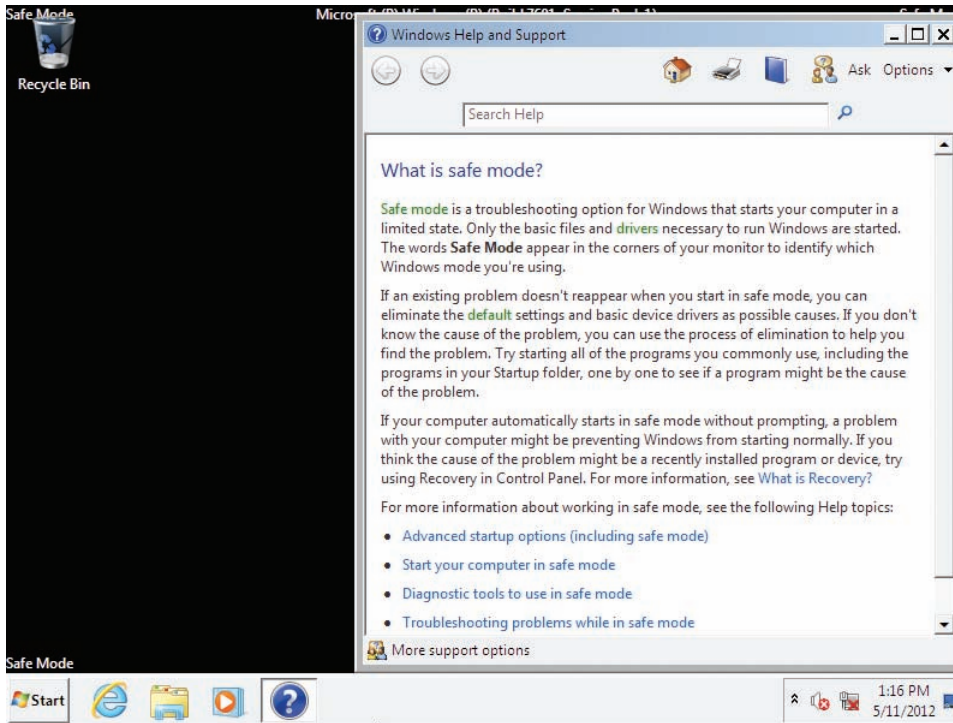 Safe Mode
Recycle Bin
Windows Help and Support
Ask Options
Search Help
What is safe mode?
Safe mode is a troubleshooting option for Windows that starts your computer in a
limited state. Only the basic files and drivers necessary to run Windows are started.
The words Safe Mode appear in the corners of your monitor to identify which
Windows mode you're using.
If an existing problem doesn't reappear when you start in safe mode, you can
eliminate the default settings and basic device drivers as possible causes. If you don't
know the cause of the problem, you can use the process of elimination to help you
find the problem. Try starting all of the programs you commonly use, including the
programs in your Startup folder, one by one to see if a program might be the cause
of the problem.
If your computer automatically starts in safe mode without prompting, a problem
with your computer might be preventing Windows from starting normally. If you
think the cause of the problem might be a recently installed program or device, try
using Recovery in Control Panel. For more information, see What is Recovery?
For more information about working in safe mode, see the following Help topics:
• Advanced startup options (including safe mode)
• Start your computer in safe mode
• Diagnostic tools to use in safe mode
• Troubleshooting problems while in safe mode
More support options
Safe Mode
Start
1:16 PM
5/11/2012